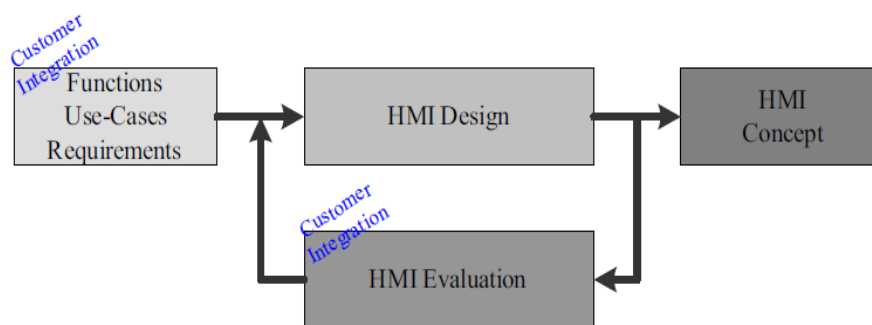 Customer
Integration
Functions
Use-Cases
Requirements
HMI Design
HMI
Concept
Customer
Integration
HMI Evaluation